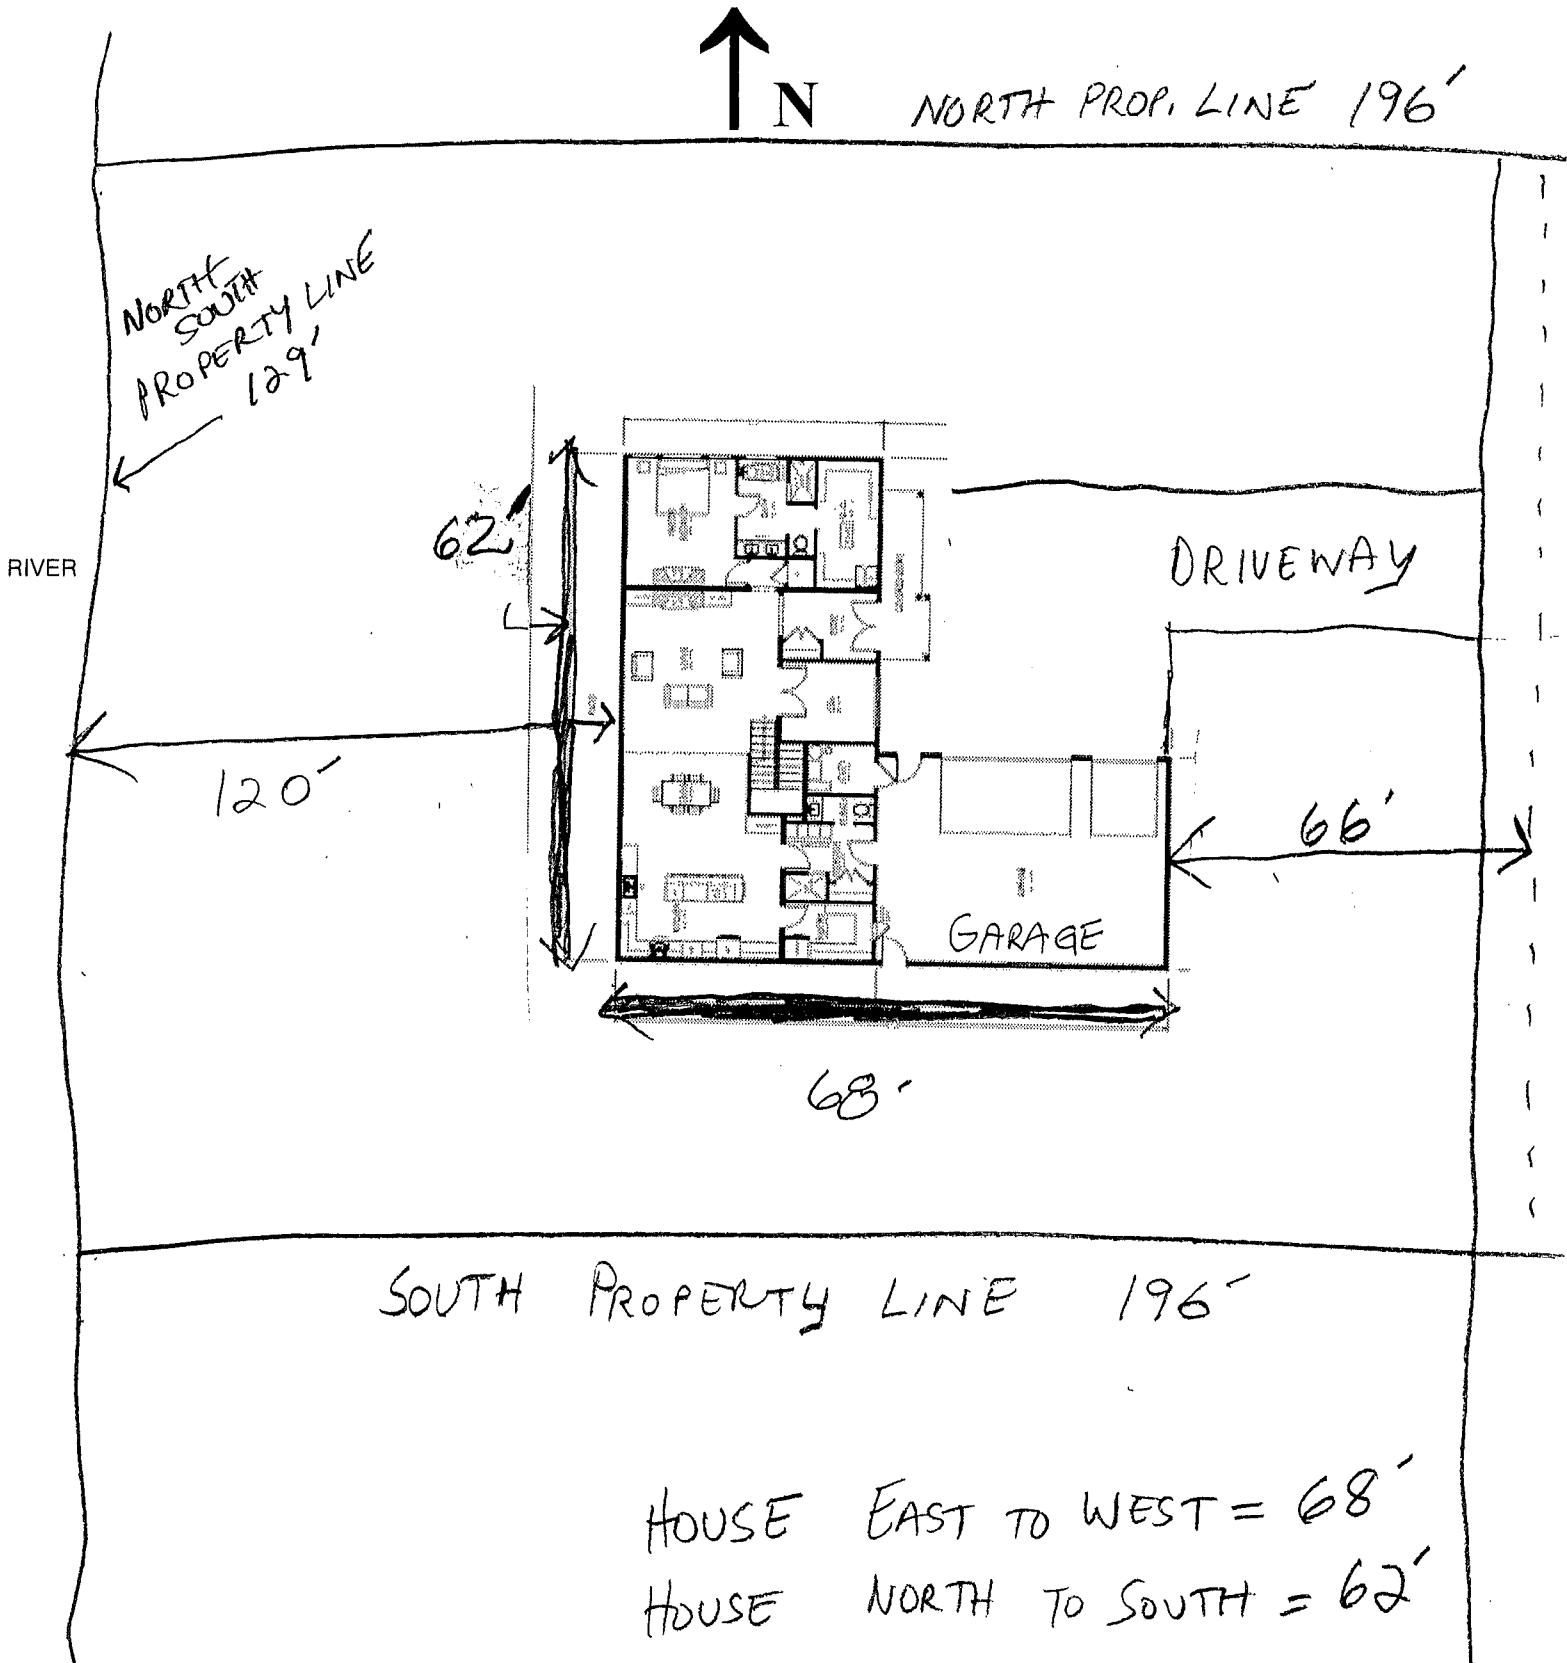 N
NORTH PROP. LINE 196'
NORTH
SOUTH
PROPERTY LINE
129'
62'
RIVER
DRIVEWAY
120'
66'
GARAGE
68'
SOUTH PROPERTY LINE 196'
HOUSE EAST TO WEST = 68'
HOUSE NORTH TO SOUTH = 62'